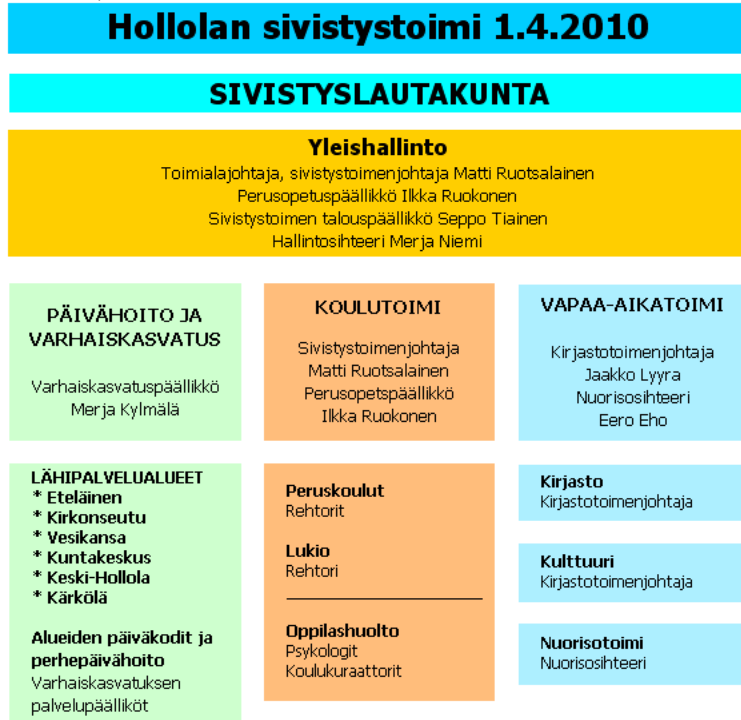 Hollolan sivistystoimi 1.4.2010
SIVISTYSLAUTAKUNTA
Yleishallinto
Toimialajohtaja, sivistystoimenjohtaja Matti Ruotsalainen
Perusopetuspäällikkö Ilkka Ruokonen
Sivistystoimen talouspäällikkö Seppo Tiainen
Hallintosihteeri Merja Niemi
PÄIVÄHOITO JA
VARHAISKASVATUS
Varhaiskasvatuspäällikkö
Merja Kylmälä
KOULUTOIMI
Sivistystoimenjohtaja
Matti Ruotsalainen
Perusopetspäällikkö
Ilkka Ruokonen
VAPAA-AIKATOIMI
Kirjastotoimenjohtaja
Jaakko Lyyra
Nuorisosihteeri
Eero Eho
LÄHIPALVELUALUEET
* Eteläinen
* Kirkonseutu
* Vesikansa
* Kuntakeskus
* Keski-Hollola
* Kärkölä
Alueiden päiväkodit ja
perhepäivähoito
Varhaiskasvatuksen
palvelupäälliköt
Peruskoulut
Rehtorit
Lukio
Rehtori
Oppilashuolto
Psykologit
Koulukuraattorit
Kirjasto
Kirjastotoimenjohtaja
Kulttuuri
Kirjastotoimenjohtaja
Nuorisotoimi
Nuorisosihteeri